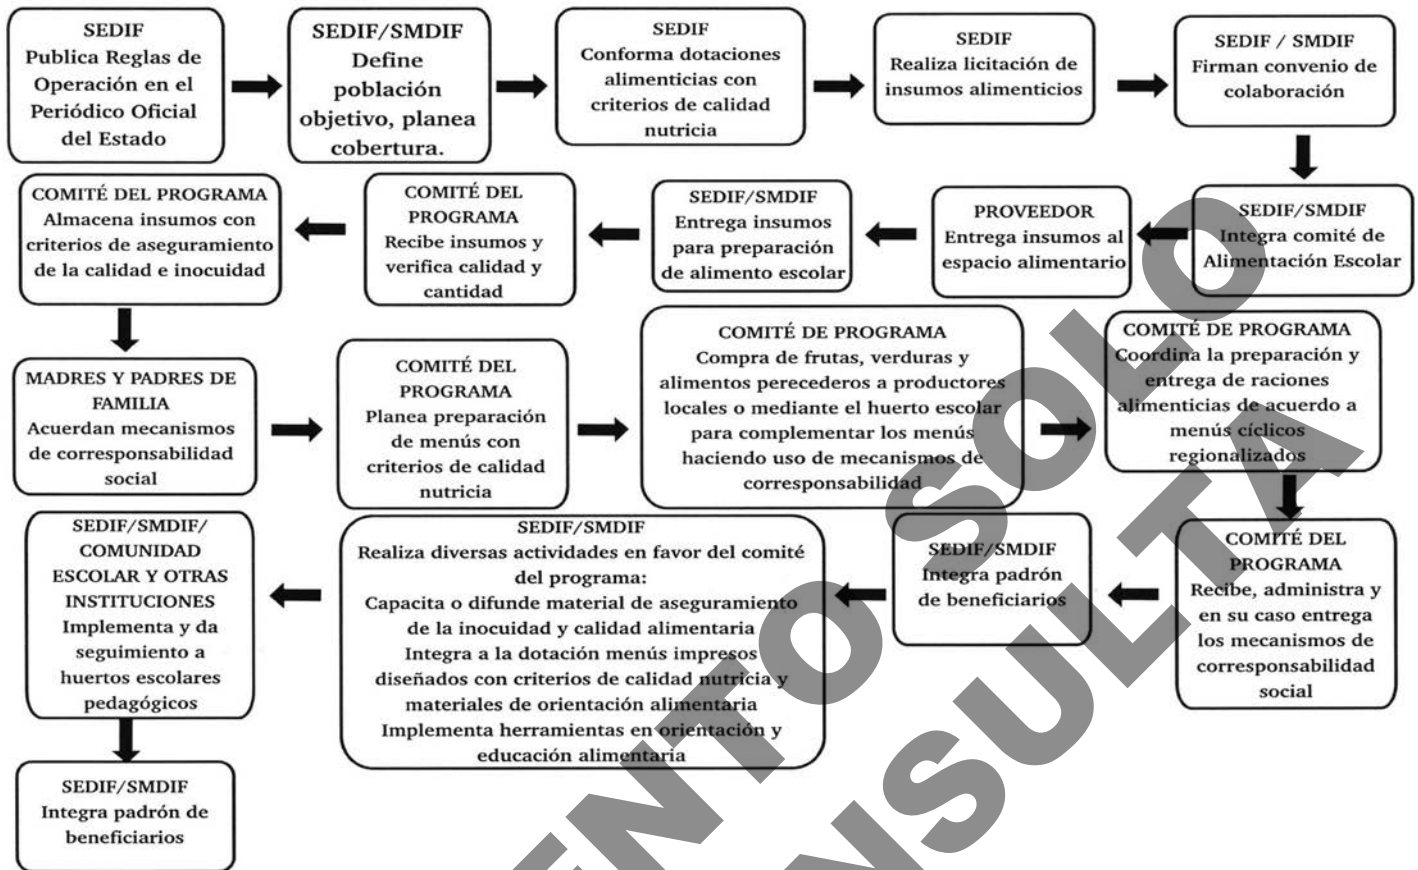 SEDIF
Publica Reglas de
Operación en el
Periódico Oficial
del Estado
SEDIF/SMDIF
Define
población
objetivo, planea
cobertura.
SEDIF
Conforma dotaciones
alimenticias con
criterios de calidad
nutricia
SEDIF
Realiza licitación de
insumos alimenticios
SEDIF / SMDIF
Firman convenio de
colaboración
SEDIF/SMDIF
Integra comité de
Alimentación Escolar
PROVEEDOR
Entrega insumos al
espacio alimentario
SEDIF/SMDIF
Entrega insumos
para preparación
de alimento escolar
COMITÉ DEL
PROGRAMA
Recibe insumos y
verifica calidad y
cantidad
COMITÉ DEL PROGRAMA
Almacena insumos con
criterios de aseguramiento
de la calidad e inocuidad
MADRES Y PADRES DE
FAMILIA
Acuerdan mecanismos
de corresponsabilidad
social
COMITÉ DEL
PROGRAMA
Planea preparación
de menús con
criterios de calidad
nutricia
COMITÉ DE PROGRAMA
Compra de frutas, verduras y
alimentos perecederos a productores
locales o mediante el huerto escolar
para complementar los menús
haciendo uso de mecanismos de
corresponsabilidad
COMITÉ DE PROGRAMA
Coordina la preparación y
entrega de raciones
alimenticias de acuerdo a
menús cíclicos
regionalizados
COMITÉ DEL
PROGRAMA
Recibe, administra y
en su caso entrega
los mecanismos de
corresponsabilidad
social
SEDIF/SMDIF
Integra padrón
de beneficiarios
SEDIF/SMDIF
Realiza diversas actividades en favor del comité
del programa:
Capacita o difunde material de aseguramiento
de la inocuidad y calidad alimentaria
Integra a la dotación menús impresos
diseñados con criterios de calidad nutricia y
materiales de orientación alimentaria
Implementa herramientas en orientación y
educación alimentaria
SEDIF/SMDIF/
COMUNIDAD
ESCOLAR Y OTRAS
INSTITUCIONES
Implementa y da
seguimiento a
huertos escolares
pedagógicos
SEDIF/SMDIF
Integra padrón de
beneficiarios
ENTO SOLO
NSULTA